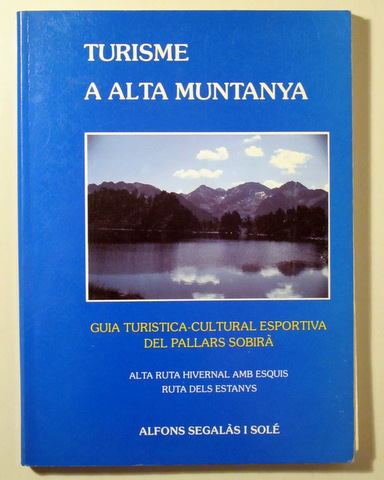 TURISME
A ALTA MUNTANYA
GUIA TURISTICA-CULTURAL ESPORTIVA
DEL PALLARS SOBIRÀ
ALTA RUTA HIVERNAL AMB ESQUIS
RUTA DELS ESTANYS
ALFONS SEGALÀS I SOLÉ